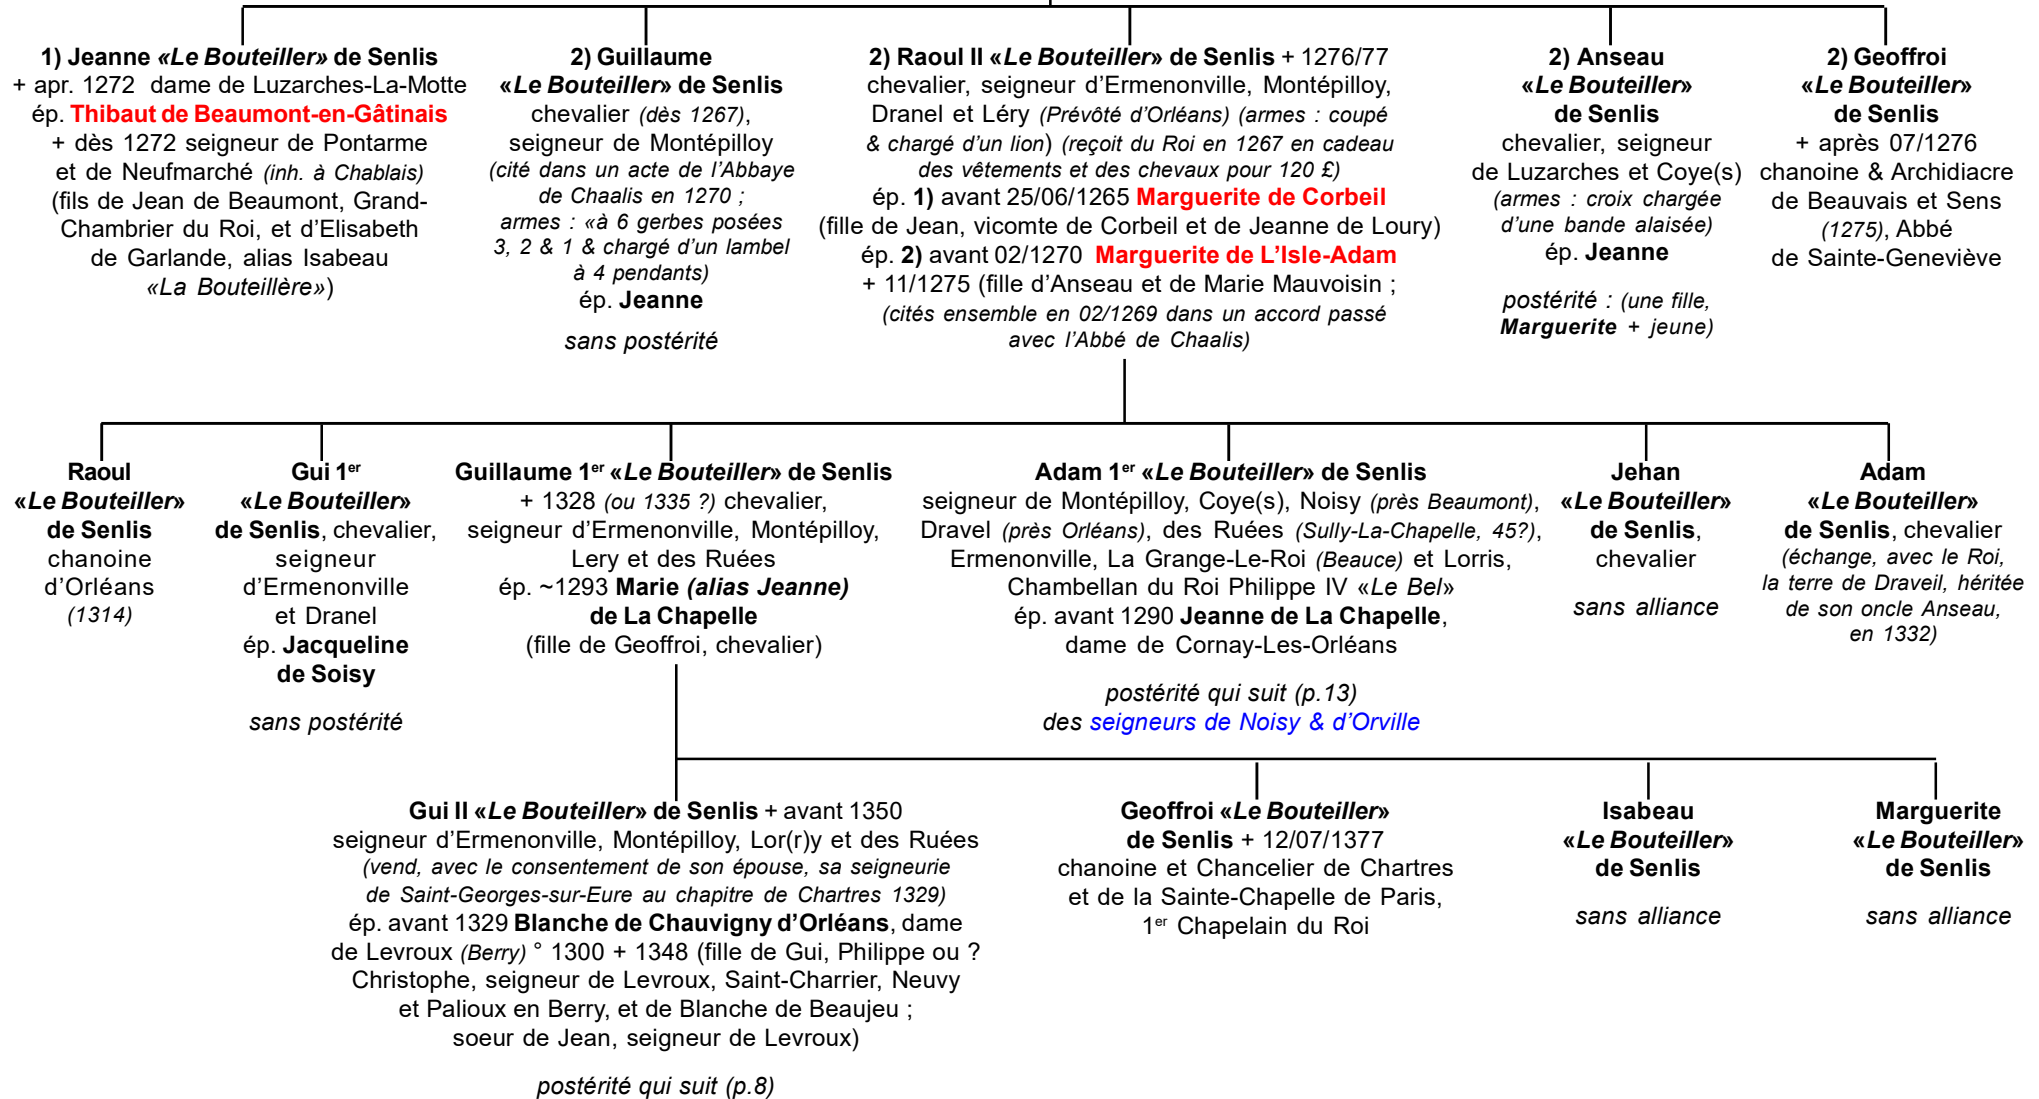 1) Jeanne «Le Bouteiller» de Senlis
+ apr. 1272 dame de Luzarches-La-Motte
ép. Thibaut de Beaumont-en-Gâtinais
+ dès 1272 seigneur de Pontarme
et de Neufmarché (inh. à Chablais)
(fils de Jean de Beaumont, Grand-
Chambrier du Roi, et d’Elisabeth
de Garlande, alias Isabeau
«La Bouteillère»)
2) Guillaume
«Le Bouteiller» de Senlis
chevalier (dès 1267),
seigneur de Montépilloy
(cité dans un acte de l’Abbaye
de Chaalis en 1270 ;
armes : «à 6 gerbes posées
3, 2 & 1 & chargé d’un lambel
à 4 pendants)
ép. Jeanne
sans postérité
2) Raoul II «Le Bouteiller» de Senlis + 1276/77
chevalier, seigneur d’Ermenonville, Montépilloy,
Dranel et Léry (Prévôté d’Orléans) (armes : coupé
& chargé d’un lion) (reçoit du Roi en 1267 en cadeau
des vêtements et des chevaux pour 120 £)
ép. 1) avant 25/06/1265 Marguerite de Corbeil
(fille de Jean, vicomte de Corbeil et de Jeanne de Loury)
ép. 2) avant 02/1270 Marguerite de L’Isle-Adam
+ 11/1275 (fille d’Anseau et de Marie Mauvoisin ;
(cités ensemble en 02/1269 dans un accord passé
avec l’Abbé de Chaalis)
2) Anseau
«Le Bouteiller»
de Senlis
chevalier, seigneur
de Luzarches et Coye(s)
(armes : croix chargée
d’une bande alaisée)
ép. Jeanne
postérité : (une fille,
Marguerite + jeune)
2) Geoffroi
«Le Bouteiller»
de Senlis
+ après 07/1276
chanoine & Archidiacre
de Beauvais et Sens
(1275), Abbé
de Sainte-Geneviève
Raoul
«Le Bouteiller»
de Senlis
chanoine
d’Orléans
(1314)
Gui 1er
«Le Bouteiller»
de Senlis, chevalier,
seigneur
d’Ermenonville
et Dranel
ép. Jacqueline
de Soisy
sans postérité
Guillaume 1er «Le Bouteiller» de Senlis
+ 1328 (ou 1335 ?) chevalier,
seigneur d’Ermenonville, Montépilloy,
Lery et des Ruées
ép. ~1293 Marie (alias Jeanne)
de La Chapelle
(fille de Geoffroi, chevalier)
Adam 1er «Le Bouteiller» de Senlis
seigneur de Montépilloy, Coye(s), Noisy (près Beaumont),
Dravel (près Orléans), des Ruées (Sully-La-Chapelle, 45?),
Ermenonville, La Grange-Le-Roi (Beauce) et Lorris,
Chambellan du Roi Philippe IV «Le Bel»
ép. avant 1290 Jeanne de La Chapelle,
dame de Cornay-Les-Orléans
postérité qui suit (p.13)
des seigneurs de Noisy & d’Orville
Jehan
«Le Bouteiller»
de Senlis,
chevalier
sans alliance
Adam
«Le Bouteiller»
de Senlis, chevalier
(échange, avec le Roi,
la terre de Draveil, héritée
de son oncle Anseau,
en 1332)
Gui II «Le Bouteiller» de Senlis + avant 1350
seigneur d’Ermenonville, Montépilloy, Lor(r)y et des Ruées
(vend, avec le consentement de son épouse, sa seigneurie
de Saint-Georges-sur-Eure au chapitre de Chartres 1329)
ép. avant 1329 Blanche de Chauvigny d’Orléans, dame
de Levroux (Berry) ° 1300 + 1348 (fille de Gui, Philippe ou ?
Christophe, seigneur de Levroux, Saint-Charrier, Neuvy
et Palioux en Berry, et de Blanche de Beaujeu ;
soeur de Jean, seigneur de Levroux)
postérité qui suit (p.8)
Geoffroi «Le Bouteiller»
de Senlis + 12/07/1377
chanoine et Chancelier de Chartres
et de la Sainte-Chapelle de Paris,
1er Chapelain du Roi
Isabeau
«Le Bouteiller»
de Senlis
sans alliance
Marguerite
«Le Bouteiller»
de Senlis
sans alliance